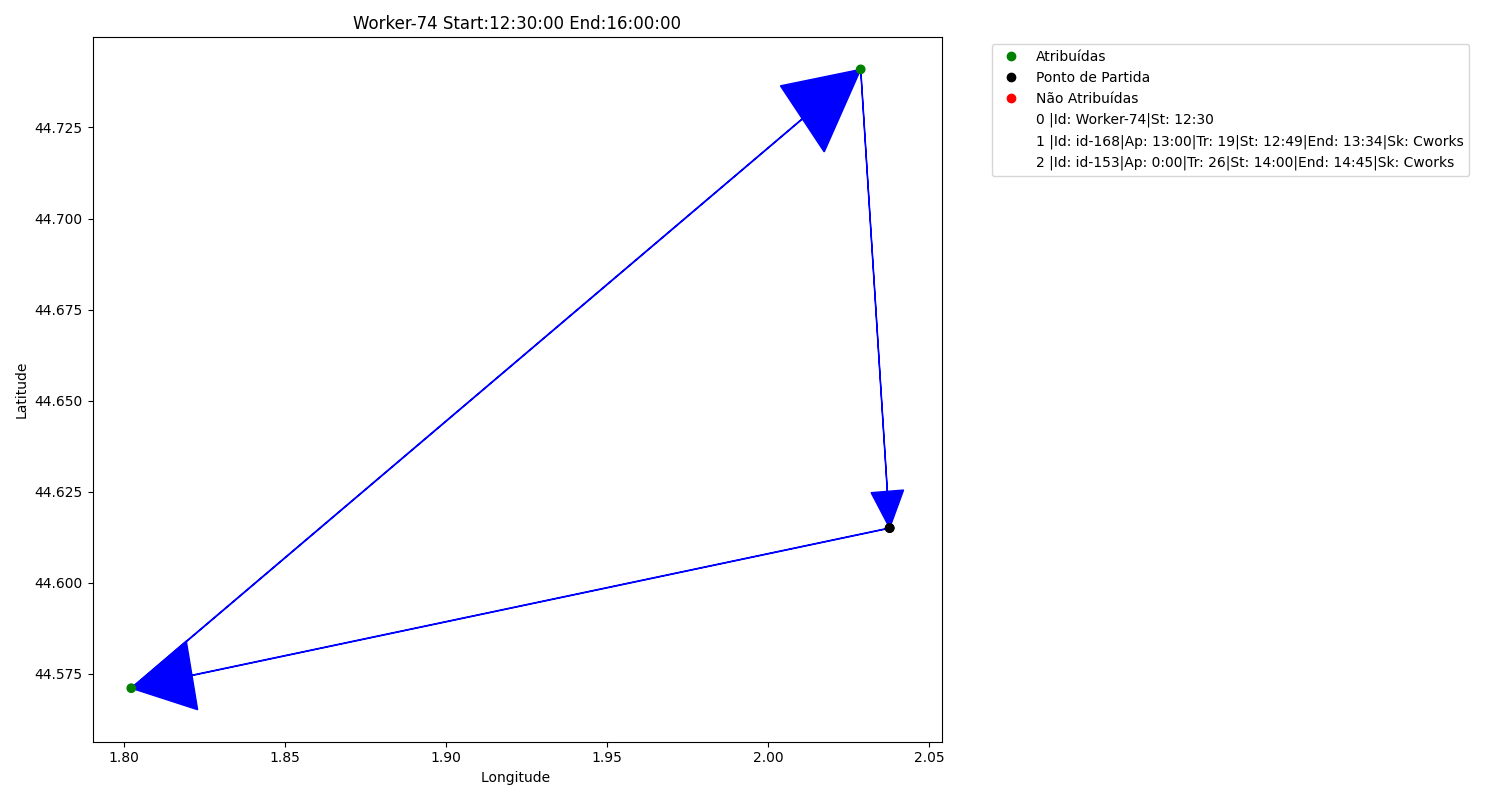 Worker-74 Start:12:30:00 End:16:00:00
44.725
44.700
44.675
44.650
44.625
44.600
44.575
Latitude
1.80
1.85
1.90
1.95
2.00
2.05
Longitude
Atribuídas
Ponto de Partida
Não Atribuídas
0 |Id: Worker-74|St: 12:30
1 |Id: id-168|Ap: 13:00|Tr: 19|St: 12:49|End: 13:34|Sk: Cworks
2 |Id: id-153|Ap: 0:00|Tr: 26|St: 14:00|End: 14:45|Sk: Cworks